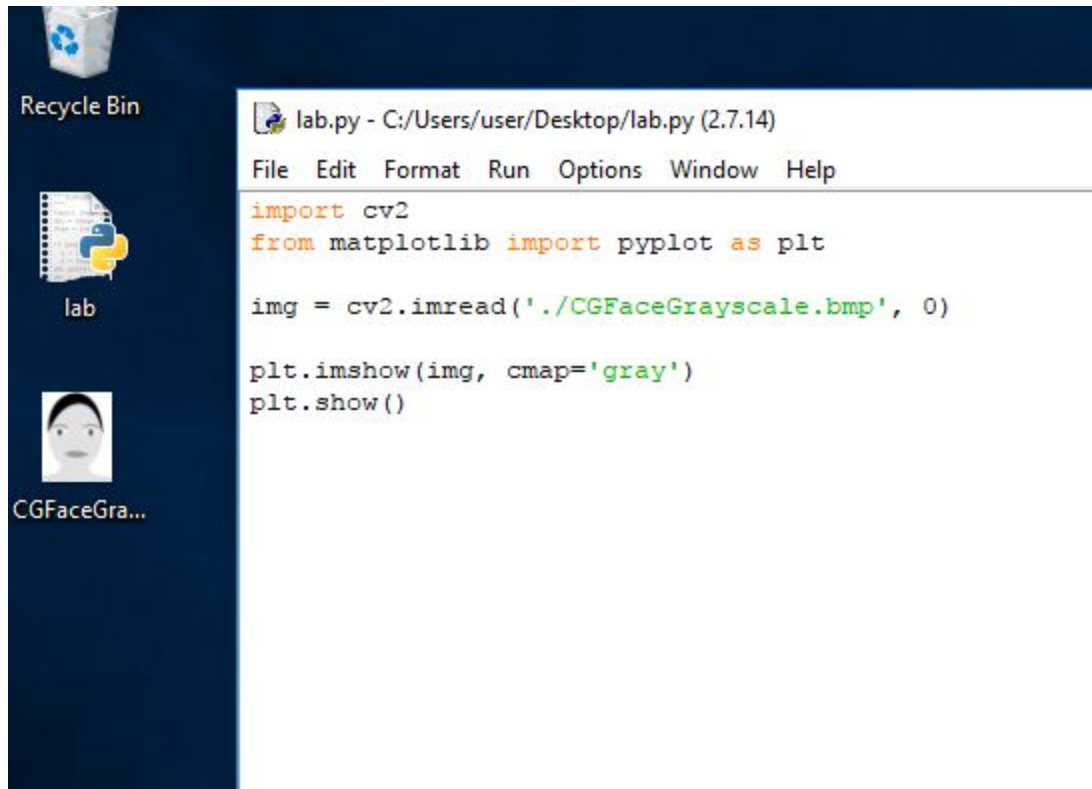 Recycle Bin
lab
CGFaceGra...
lab.py - C:/Users/user/Desktop/lab.py (2.7.14)
File Edit Format Run Options Window Help
import cv2
from matplotlib import pyplot as plt
img = cv2.imread('./CGFaceGrayscale.bmp', 0)
plt.imshow(img, cmap='gray')
plt.show()